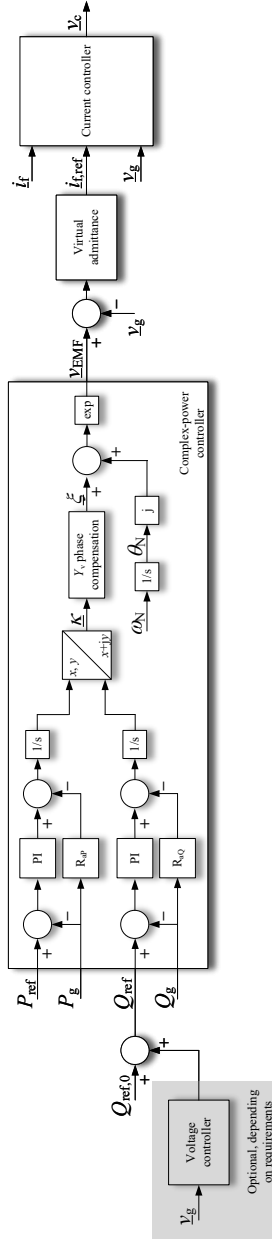 P_ref
P_g
Q_ref
Q_g
Q_ref,0
+
+
v_g
Voltage
controller
Optional, depending
on requirements
+
−
PI
R_aP
+
−
1/s
+
−
PI
R_aQ
+
−
1/s
x, y
x+jy
κ
Y_v phase
compensation
ξ
+
+
ω_N
1/s
θ_N
j
exp
Complex-power
controller
v_EMF
+
−
v_g
Virtual
admittance
i_f,ref
i_f
v_g
Current controller
v_c